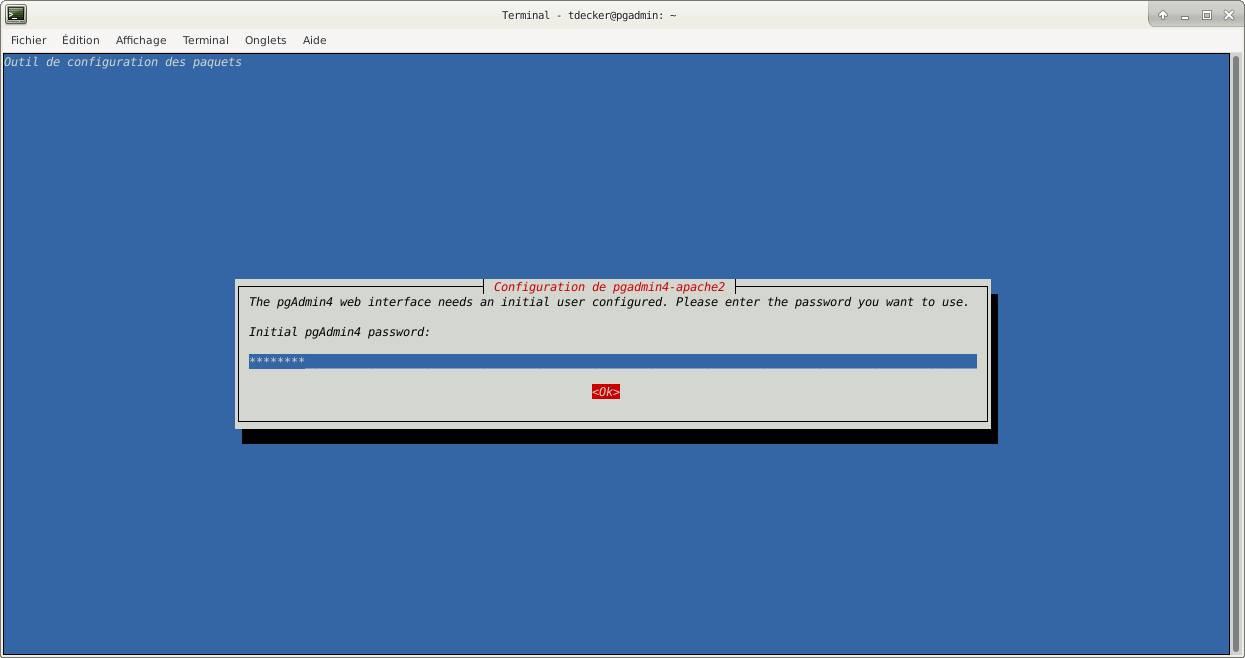 Terminal - tdecker@pgadmin: ~
Fichier Édition Affichage Terminal Onglets Aide
Outil de configuration des paquets
Configuration de pgadmin4-apache2
The pgAdmin4 web interface needs an initial user configured. Please enter the password you want to use.
Initial pgAdmin4 password:
********
<Ok>